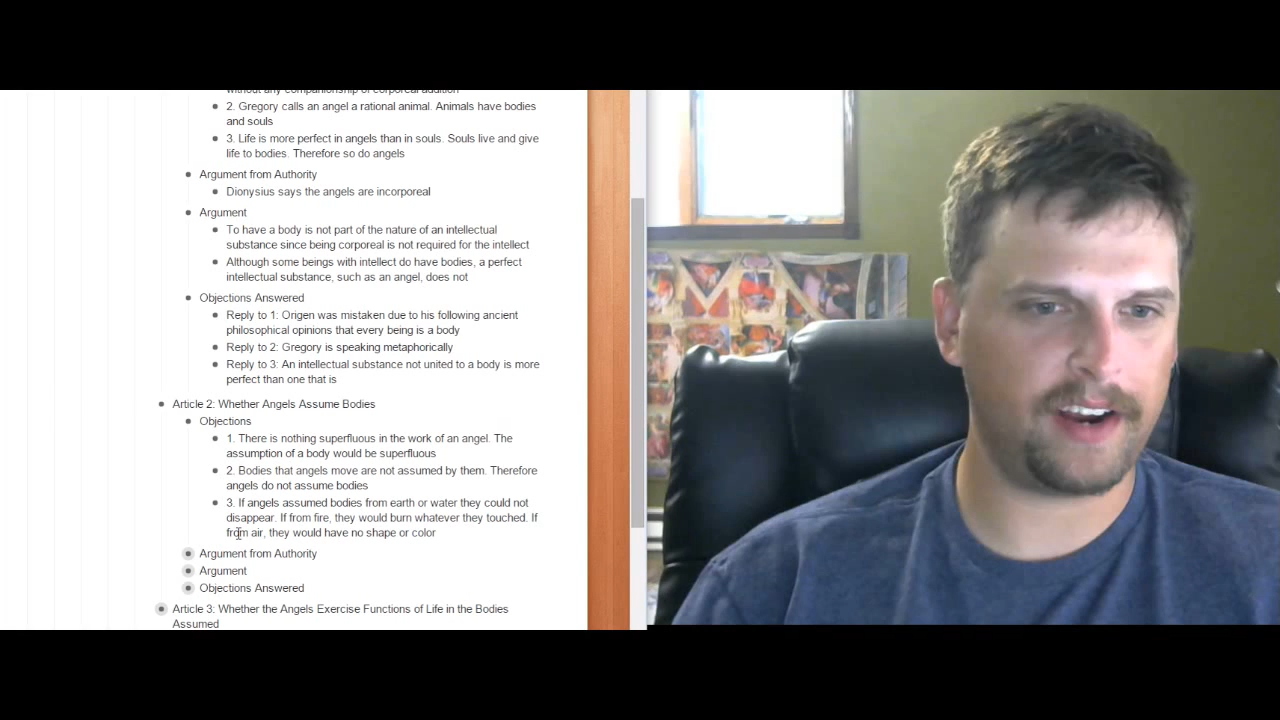 without any companionship of corporeal addition
2. Gregory calls an angel a rational animal. Animals have bodies
and souls
3. Life is more perfect in angels than in souls. Souls live and give
life to bodies. Therefore so do angels
Argument from Authority
Dionysius says the angels are incorporeal
Argument
To have a body is not part of the nature of an intellectual
substance since being corporeal is not required for the intellect
Although some beings with intellect do have bodies, a perfect
intellectual substance, such as an angel, does not
Objections Answered
Reply to 1: Origen was mistaken due to his following ancient
philosophical opinions that every being is a body
Reply to 2: Gregory is speaking metaphorically
Reply to 3: An intellectual substance not united to a body is more
perfect than one that is
Article 2: Whether Angels Assume Bodies
Objections
1. There is nothing superfluous in the work of an angel. The
assumption of a body would be superfluous
2. Bodies that angels move are not assumed by them. Therefore
angels do not assume bodies
3. If angels assumed bodies from earth or water they could not
disappear. If from fire, they would burn whatever they touched. If
from air, they would have no shape or color
Argument from Authority
Argument
Objections Answered
Article 3: Whether the Angels Exercise Functions of Life in the Bodies
Assumed